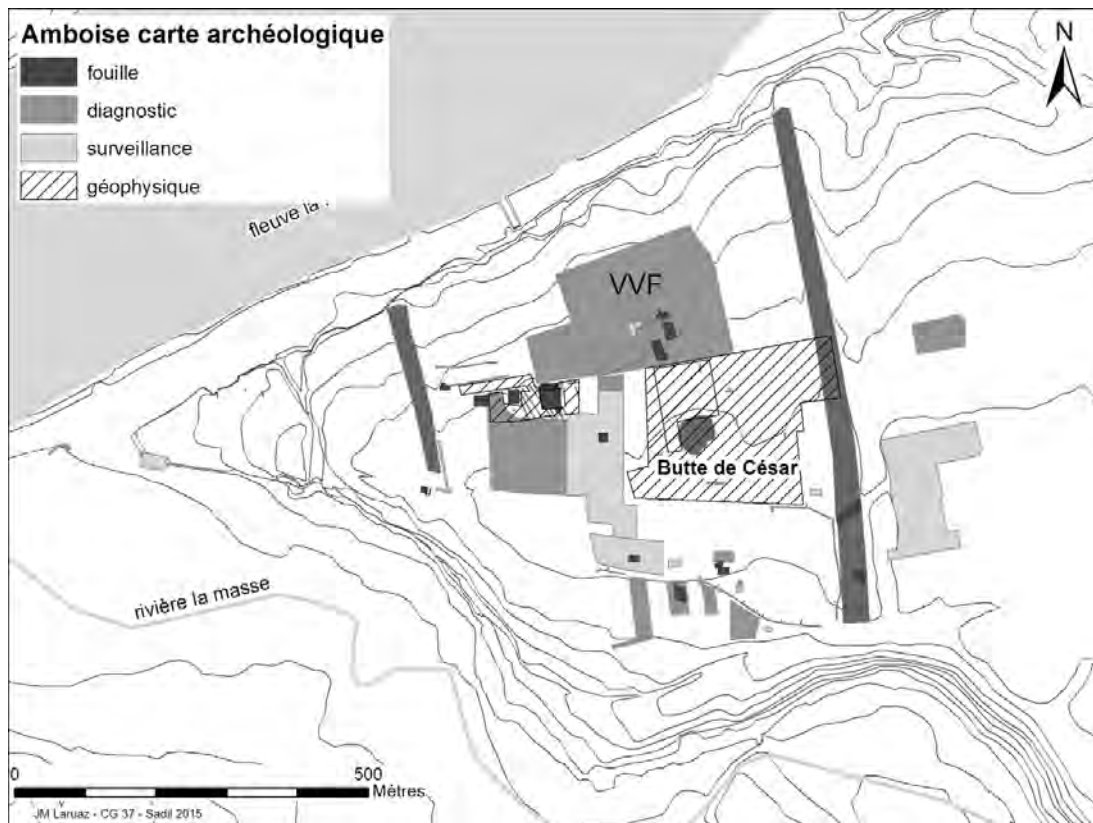 Amboise carte archéologique
fouille
diagnostic
surveillance
géophysique
N
fleuve la
VVF
Butte de César
rivière la masse
0
500
Mètres
JM Laruaz - CG 37 - Sadil 2015